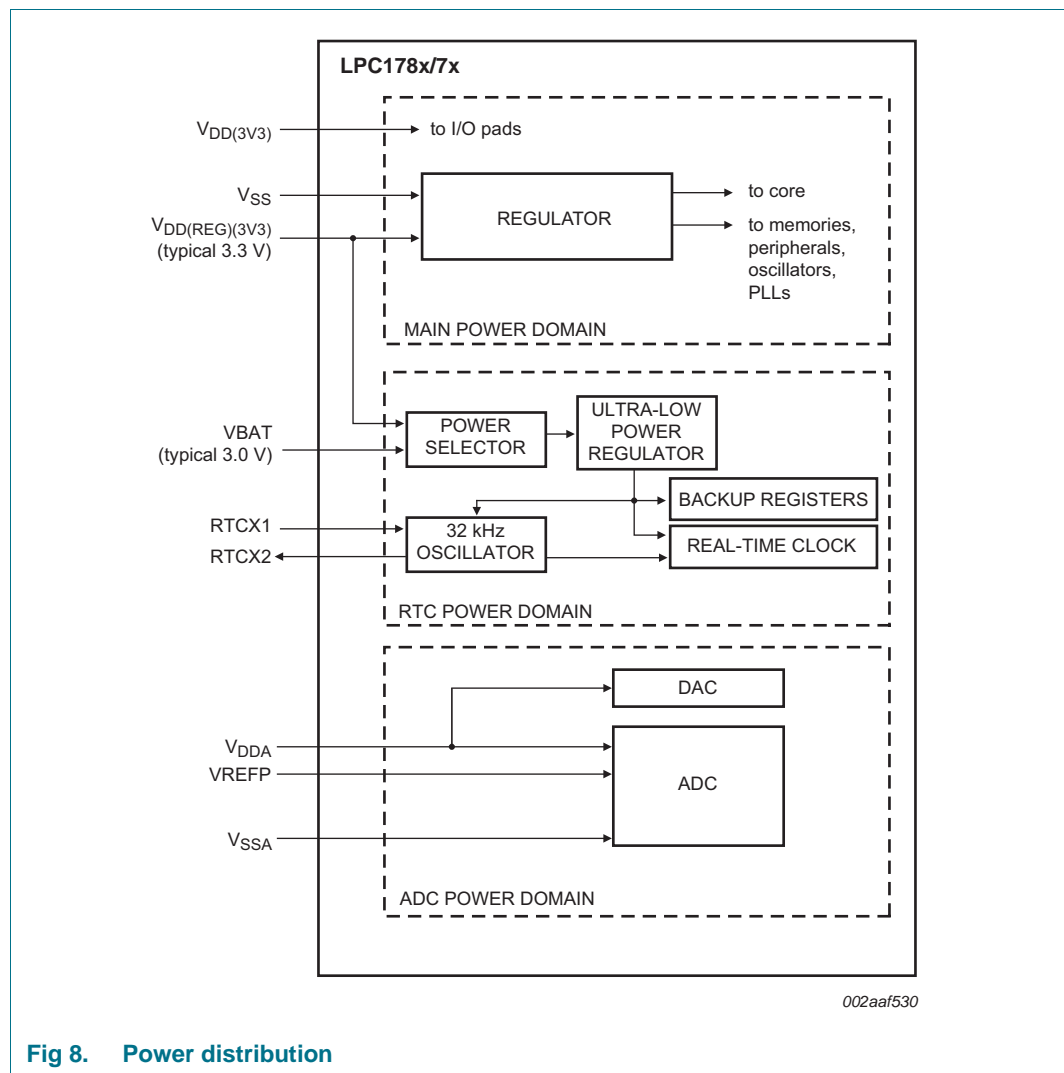 LPC178x/7x
VDD(3V3)
to I/O pads
VSS
VDD(REG)(3V3)
(typical 3.3 V)
REGULATOR
to core
to memories,
peripherals,
oscillators,
PLLs
MAIN POWER DOMAIN
VBAT
(typical 3.0 V)
POWER
SELECTOR
ULTRA-LOW
POWER
REGULATOR
BACKUP REGISTERS
RTCX1
RTCX2
32 kHz
OSCILLATOR
REAL-TIME CLOCK
RTC POWER DOMAIN
DAC
VDDA
VREFP
ADC
VSSA
ADC POWER DOMAIN
002aaf530
Fig 8. Power distribution